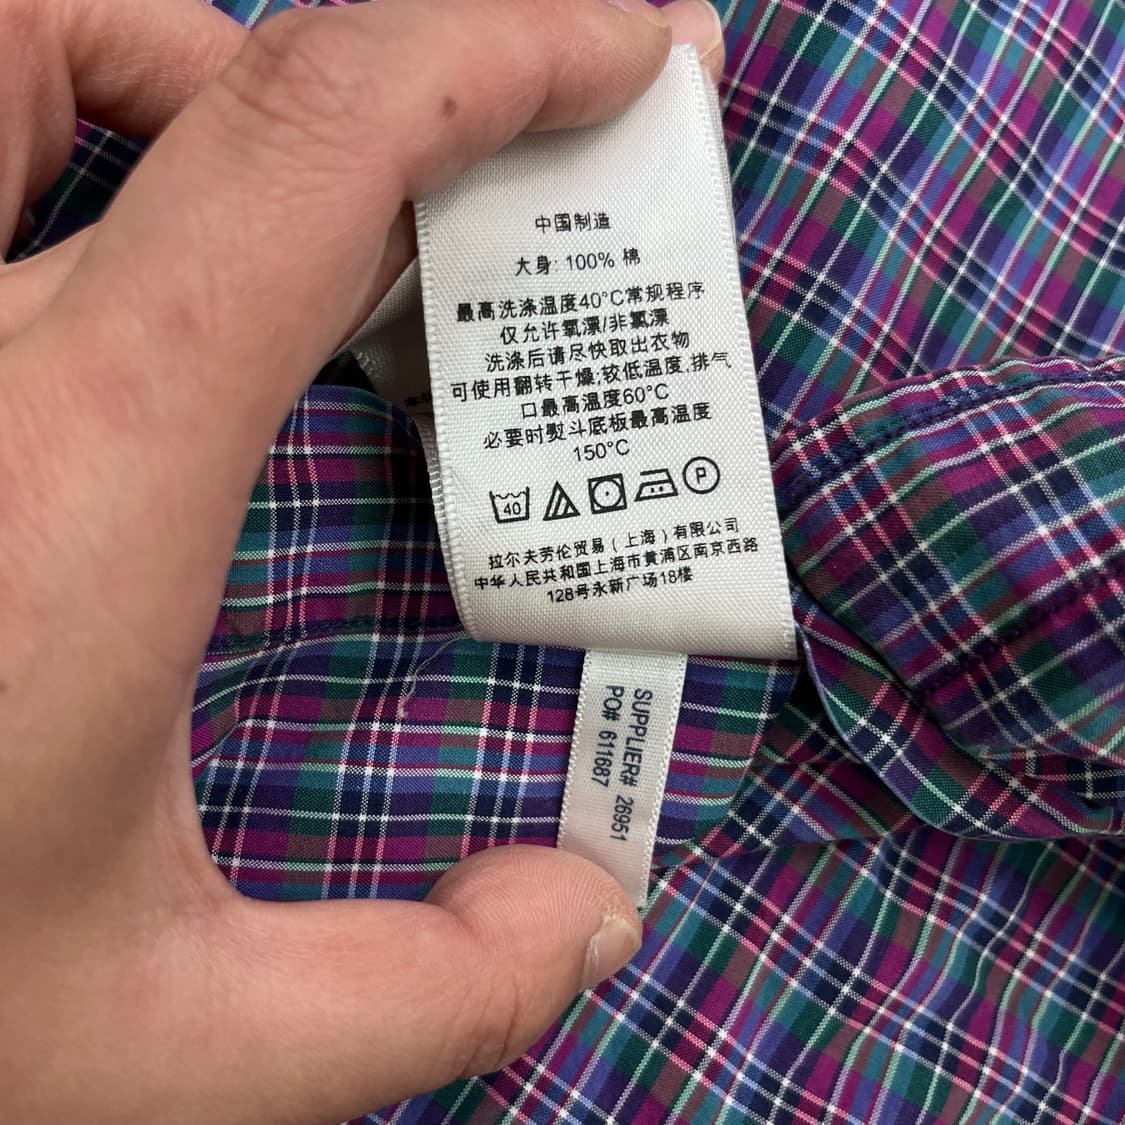 中国制造
大身: 100% 棉
最高洗涤温度40°C常规程序
仅允许氧漂/非氯漂
洗涤后请尽快取出衣物
可使用翻转干燥;较低温度,排气
口最高温度60°C
必要时熨斗底板最高温度
150°C
40
P
拉尔夫劳伦贸易(上海)有限公司
中华人民共和国上海市黄浦区南京西路
128号永新广场18楼
SUPPLIER# 26951
PO# 611687